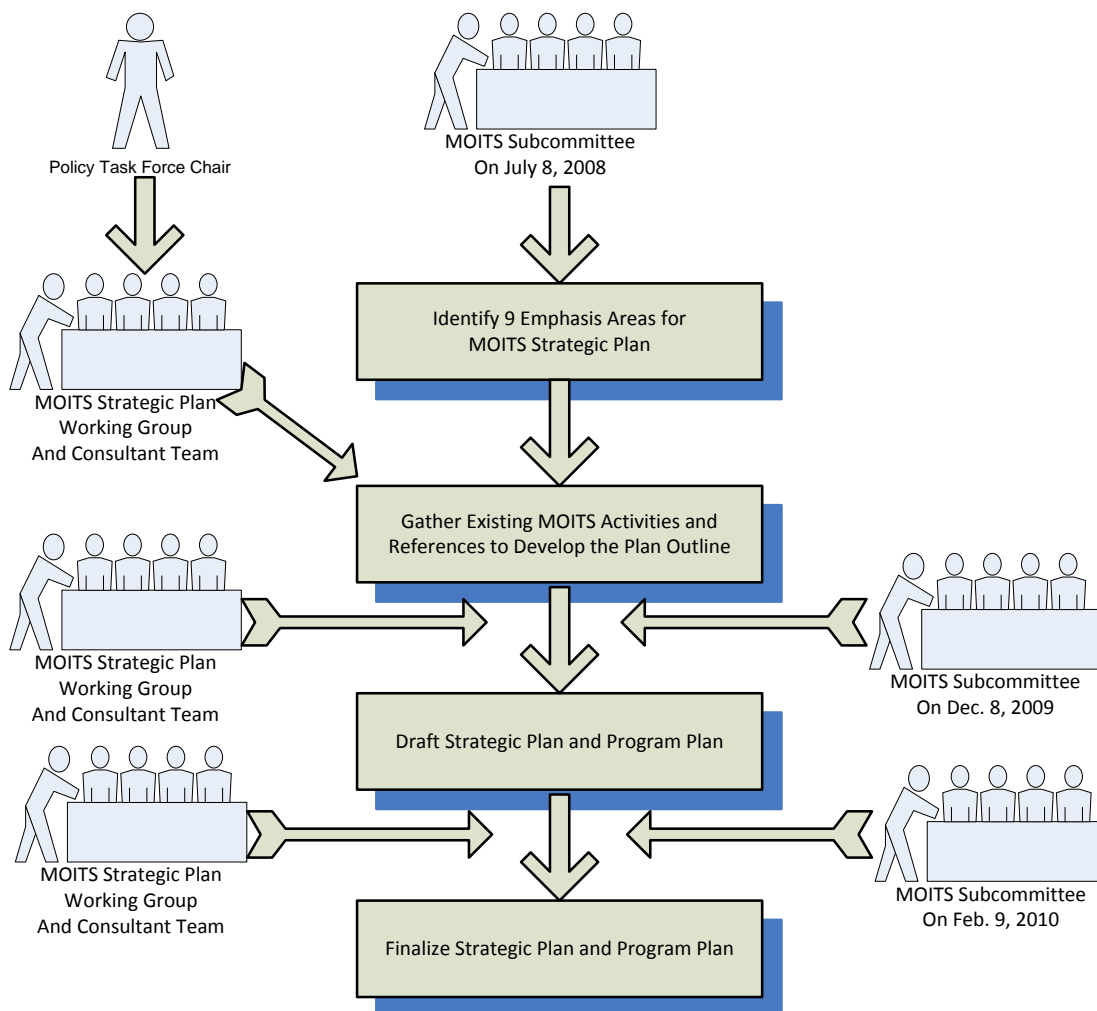 Policy Task Force Chair
MOITS Subcommittee
On July 8, 2008
Identify 9 Emphasis Areas for
MOITS Strategic Plan
MOITS Strategic Plan
Working Group
And Consultant Team
Gather Existing MOITS Activities and
References to Develop the Plan Outline
MOITS Strategic Plan
Working Group
And Consultant Team
MOITS Subcommittee
On Dec. 8, 2009
Draft Strategic Plan and Program Plan
MOITS Strategic Plan
Working Group
And Consultant Team
MOITS Subcommittee
On Feb. 9, 2010
Finalize Strategic Plan and Program Plan